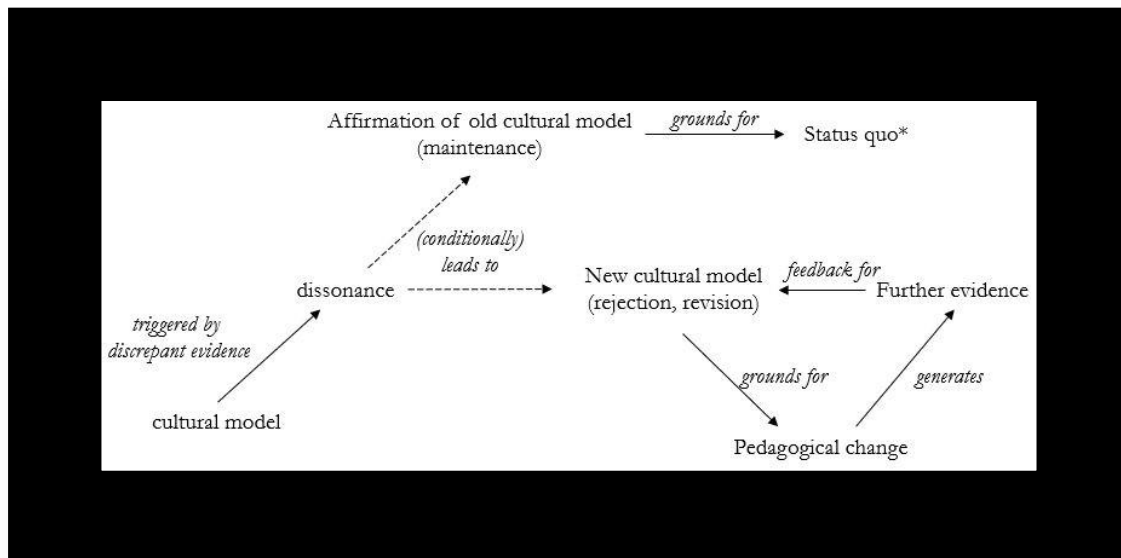 Affirmation of old cultural model
(maintenance)
grounds for
Status quo*
(conditionally)
leads to
dissonance
New cultural model
(rejection, revision)
feedback for
Further evidence
triggered by
discrepant evidence
grounds for
generates
cultural model
Pedagogical change